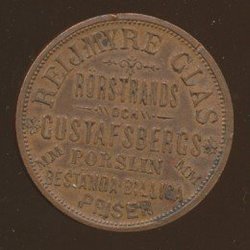 REIJMYRE GLAS
RÖRSTRANDS
OCH
GUSTAFSBERGS
PORSLIN
BESTÄMDA BILLIGA
PRISER